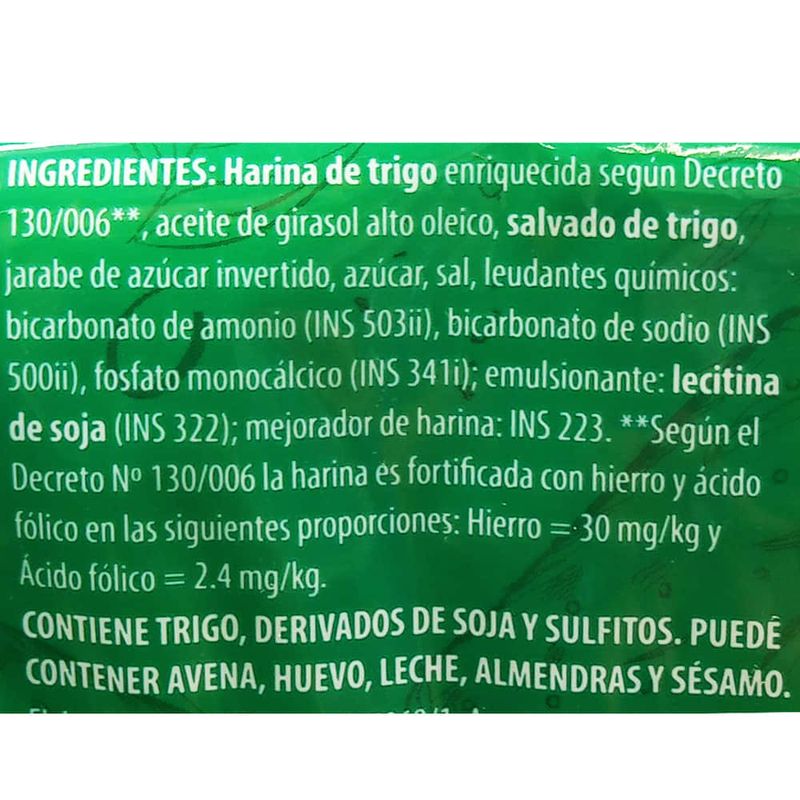 INGREDIENTES: Harina de trigo enriquecida según Decreto
130/006**, aceite de girasol alto oleico, salvado de trigo,
jarabe de azúcar invertido, azúcar, sal, leudantes químicos:
bicarbonato de amonio (INS 503ii), bicarbonato de sodio (INS
500ii), fosfato monocálcico (INS 341i); emulsionante: lecitina
de soja (INS 322); mejorador de harina: INS 223. **Según el
Decreto Nº 130/006 la harina es fortificada con hierro y ácido
fólico en las siguientes proporciones: Hierro = 30 mg/kg y
Ácido fólico = 2.4 mg/kg.
CONTIENE TRIGO, DERIVADOS DE SOJA Y SULFITOS. PUEDE
CONTENER AVENA, HUEVO, LECHE, ALMENDRAS Y SÉSAMO.